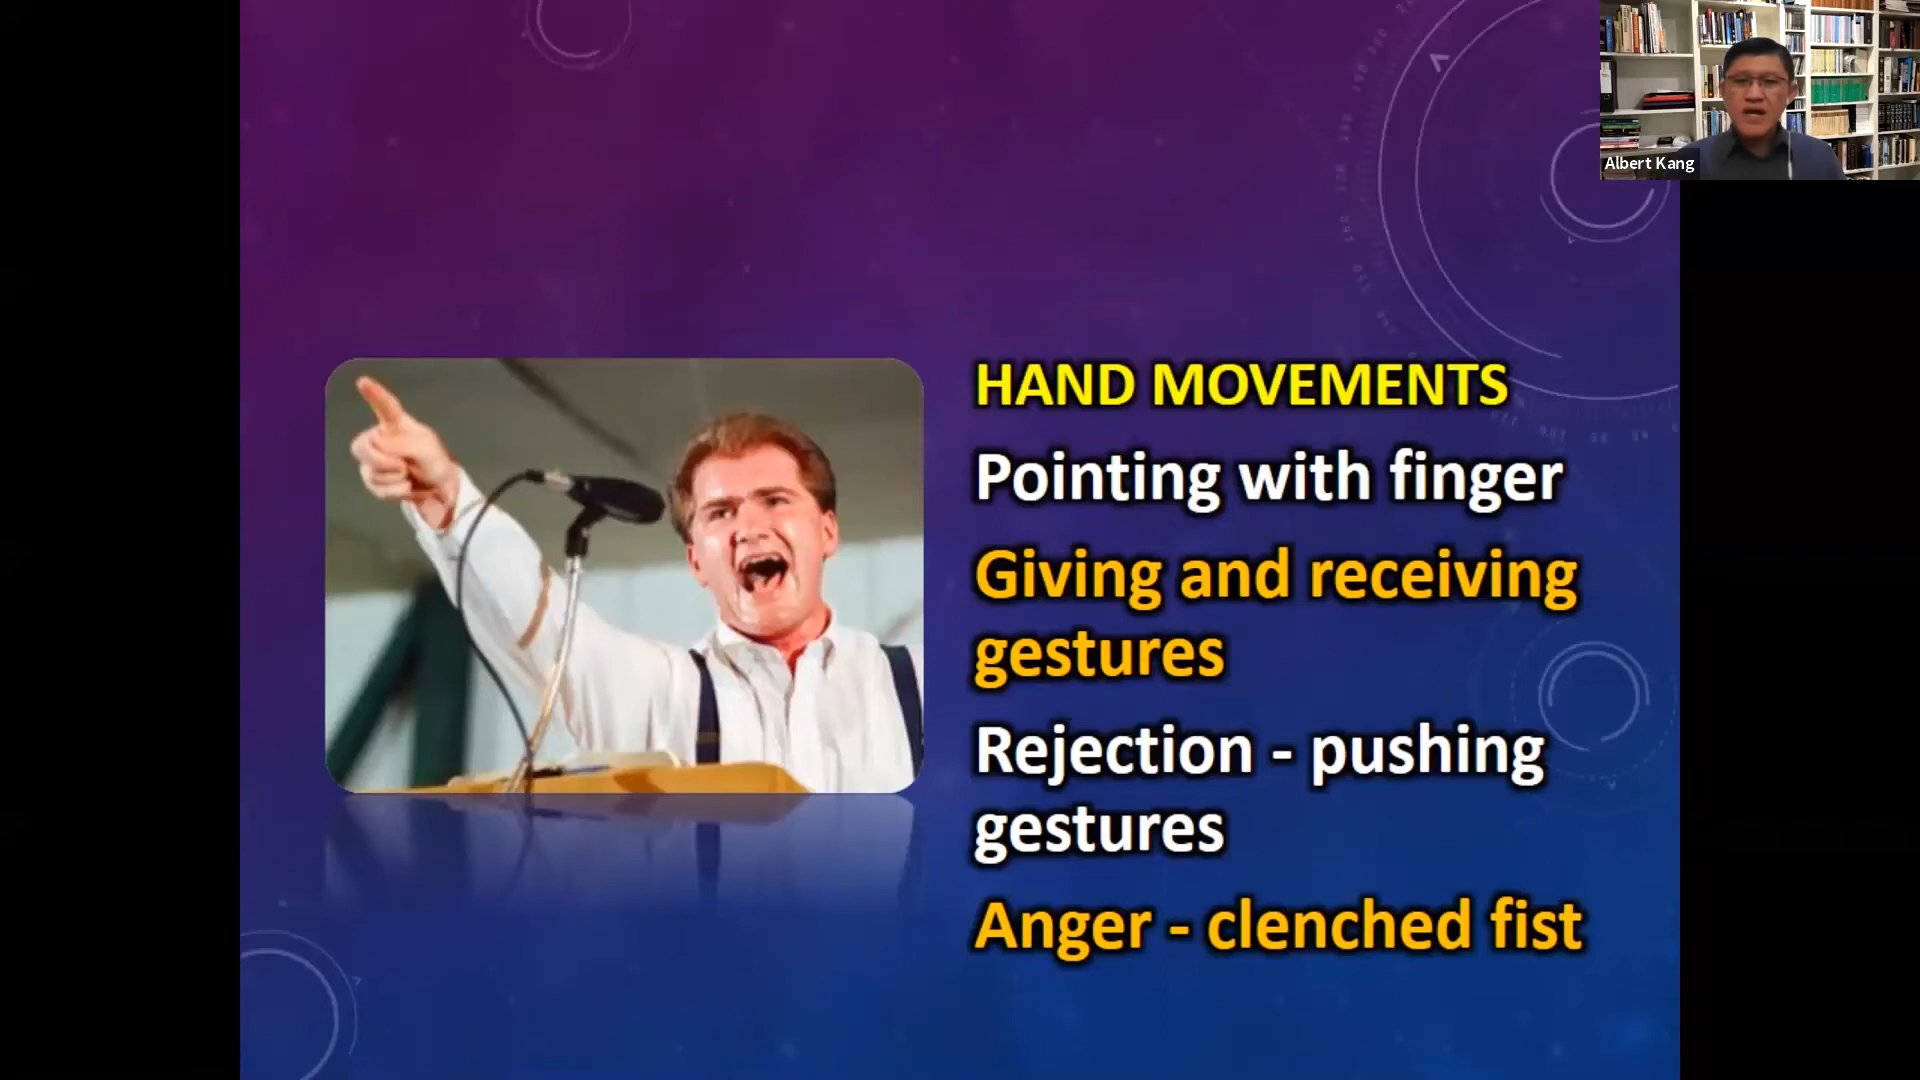 Albert Kang
HAND MOVEMENTS
Pointing with finger
Giving and receiving
gestures
Rejection - pushing
gestures
Anger - clenched fist